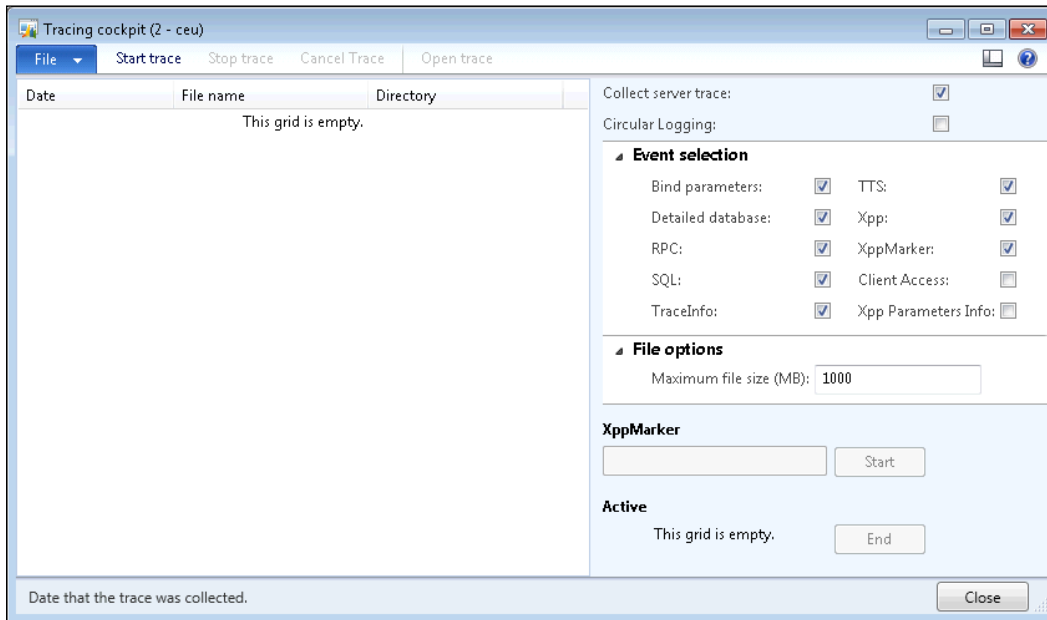 Tracing cockpit (2 - ceu)
File Start trace Stop trace Cancel Trace Open trace
Date File name Directory
This grid is empty.
Collect server trace:
Circular Logging:
Event selection
Bind parameters: TTS:
Detailed database: Xpp:
RPC: XppMarker:
SQL: Client Access:
TraceInfo: Xpp Parameters Info:
File options
Maximum file size (MB): 1000
XppMarker
Start
Active
This grid is empty. End
Date that the trace was collected. Close